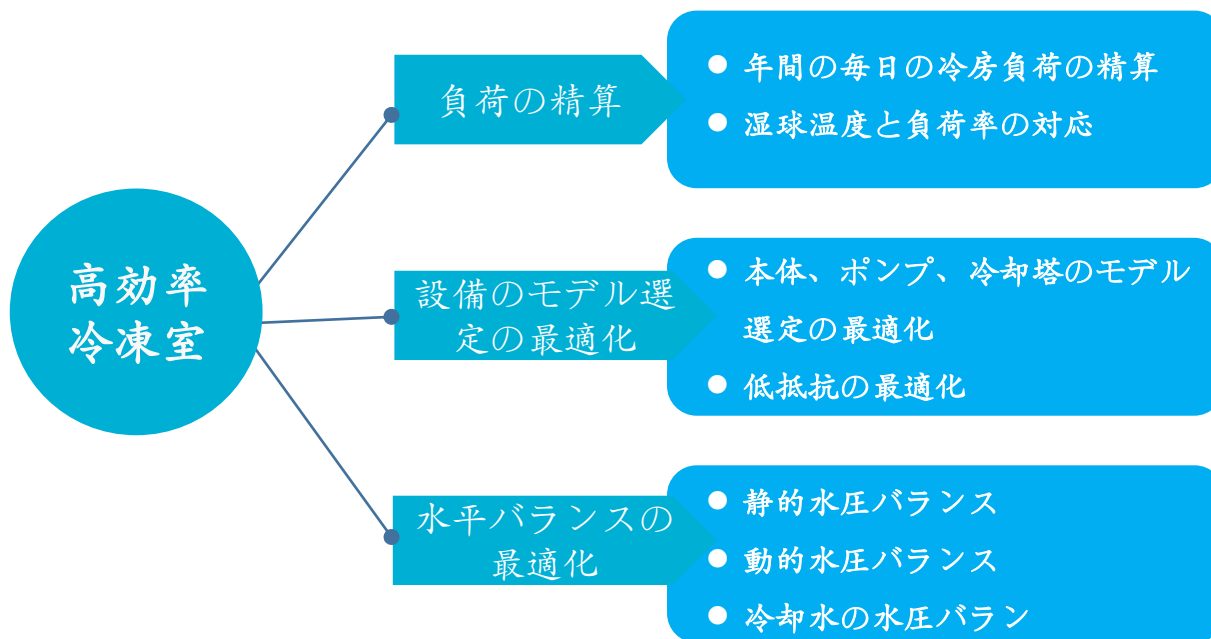 高効率
冷凍室
負荷の精算
年間の毎日の冷房負荷の精算
湿球温度と負荷率の対応
設備のモデル選
定の最適化
本体、ポンプ、冷却塔のモデル
選定の最適化
低抵抗の最適化
水平バランスの
最適化
静的水圧バランス
動的水圧バランス
冷却水の水圧バラン